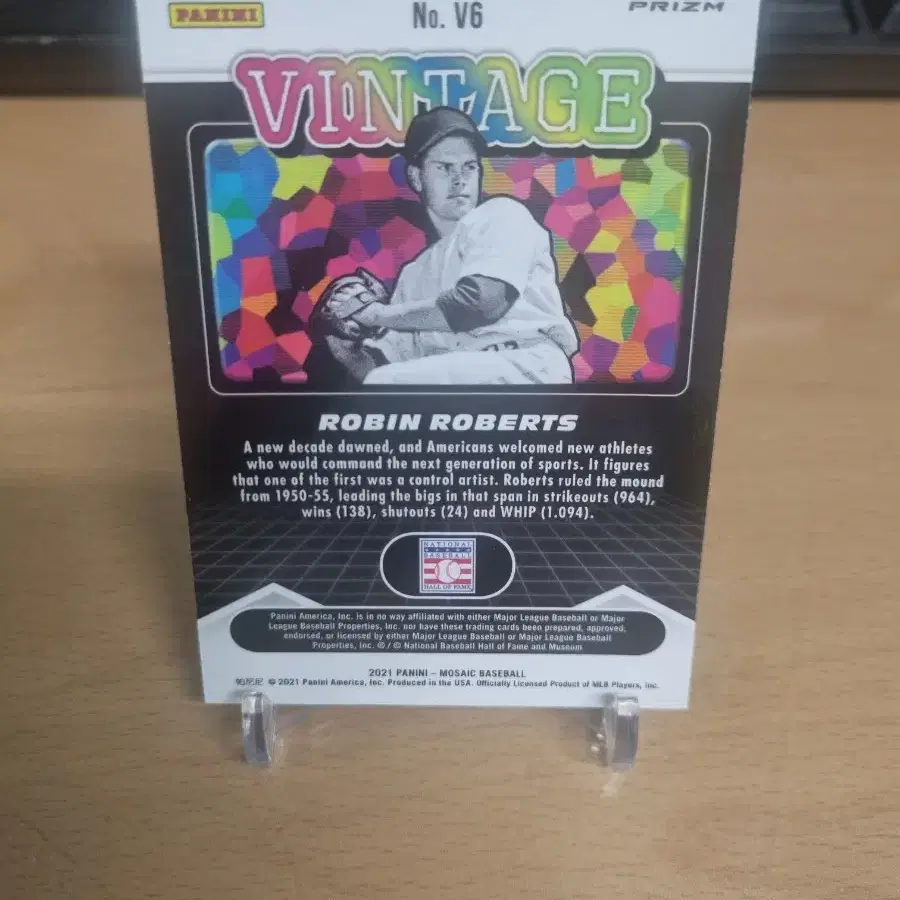 PANINI
No. V6
PRIZM
VINTAGE
ROBIN ROBERTS
A new decade dawned, and Americans welcomed new athletes
who would command the next generation of sports. It figures
that one of the first was a control artist. Roberts ruled the mound
from 1950-55, leading the bigs in that span in strikeouts (964),
wins (138), shutouts (24) and WHIP (1.094).
NATIONAL
BASEBALL
HALL OF FAME
Panini America, Inc. is in no way affiliated with either Major League Baseball or Major
League Baseball Properties, Inc. nor have these trading cards been prepared, approved,
endorsed, or licensed by either Major League Baseball or Major League Baseball
Properties, Inc. ® / © National Baseball Hall of Fame and Museum
2021 PANINI – MOSAIC BASEBALL
© 2021 Panini America, Inc. Produced in the USA. Officially Licensed Product of MLB Players, Inc.